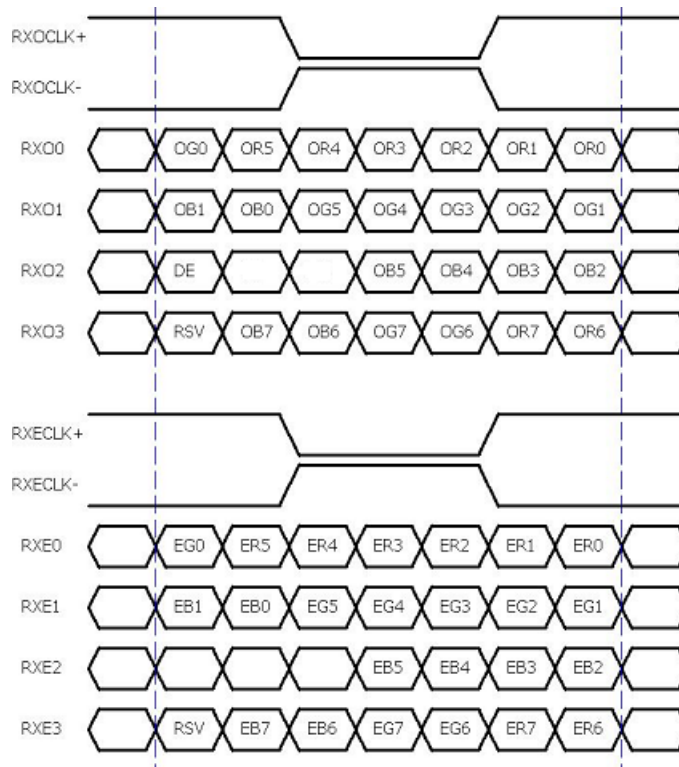 RXOCLK+
RXOCLK-
RXO0 OG0 OR5 OR4 OR3 OR2 OR1 OR0
RXO1 OB1 OB0 OG5 OG4 OG3 OG2 OG1
RXO2 DE OB5 OB4 OB3 OB2
RXO3 RSV OB7 OB6 OG7 OG6 OR7 OR6
RXECLK+
RXECLK-
RXE0 EG0 ER5 ER4 ER3 ER2 ER1 ER0
RXE1 EB1 EB0 EG5 EG4 EG3 EG2 EG1
RXE2 EB5 EB4 EB3 EB2
RXE3 RSV EB7 EB6 EG7 EG6 ER7 ER6